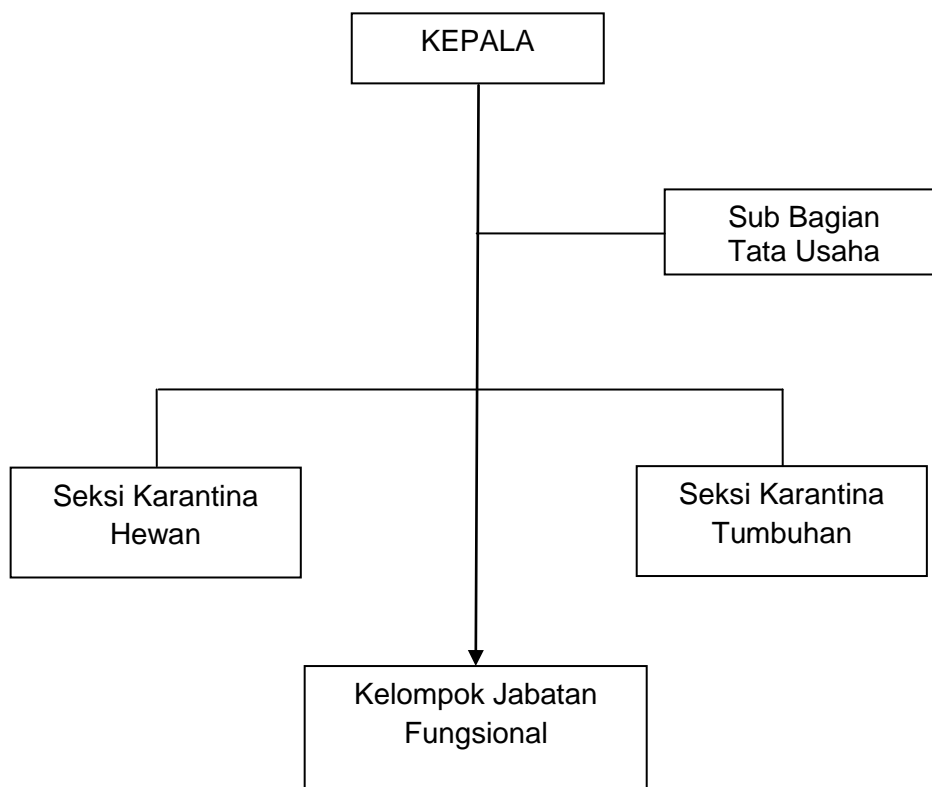 KEPALA
Sub Bagian
Tata Usaha
Seksi Karantina
Hewan
Seksi Karantina
Tumbuhan
Kelompok Jabatan
Fungsional